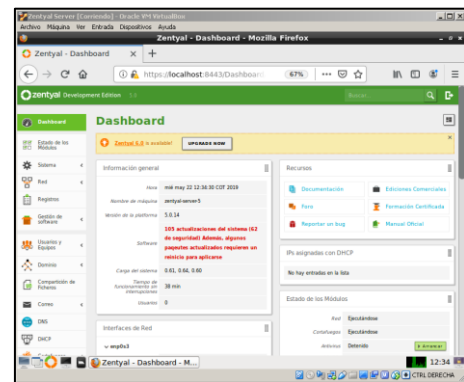 Zentyal Server [Corriendo] - Oracle VM VirtualBox
Archivo Máquina Ver Entrada Dispositivos Ayuda
Zentyal - Dashboard - Mozilla Firefox
Zentyal - Dashboard
https://localhost:8443/Dashboard
67%
zentyal Development Edition 5.0
Buscar...
Dashboard
Dashboard
Zentyal 6.0 is available! UPGRADE NOW
Estado de los Módulos
Sistema
Red
Registros
Gestión de software
Usuarios y Equipos
Dominio
Compartición de Ficheros
Correo
DNS
DHCP
Información general
Hora mié may 22 12:34:30 COT 2019
Nombre de máquina zentyal-server5
Versión de la plataforma 5.0.14
Software 105 actualizaciones del sistema (62 de seguridad) Además, algunos paquetes actualizados requieren un reinicio para aplicarse
Carga del sistema 0.61, 0.64, 0.60
Tiempo de funcionamiento sin interrupciones 38 min
Usuarios 0
Interfaces de Red
enp0s3
Recursos
Documentación
Ediciones Comerciales
Foro
Formación Certificada
Reportar un bug
Manual Oficial
IPs asignadas con DHCP
No hay entradas en la lista
Estado de los Módulos
Red Ejecutándose
Cortafuegos Ejecutándose
Antivirus Detenido Arrancar
Zentyal - Dashboard - M...
12:34
CTRL DERECHA